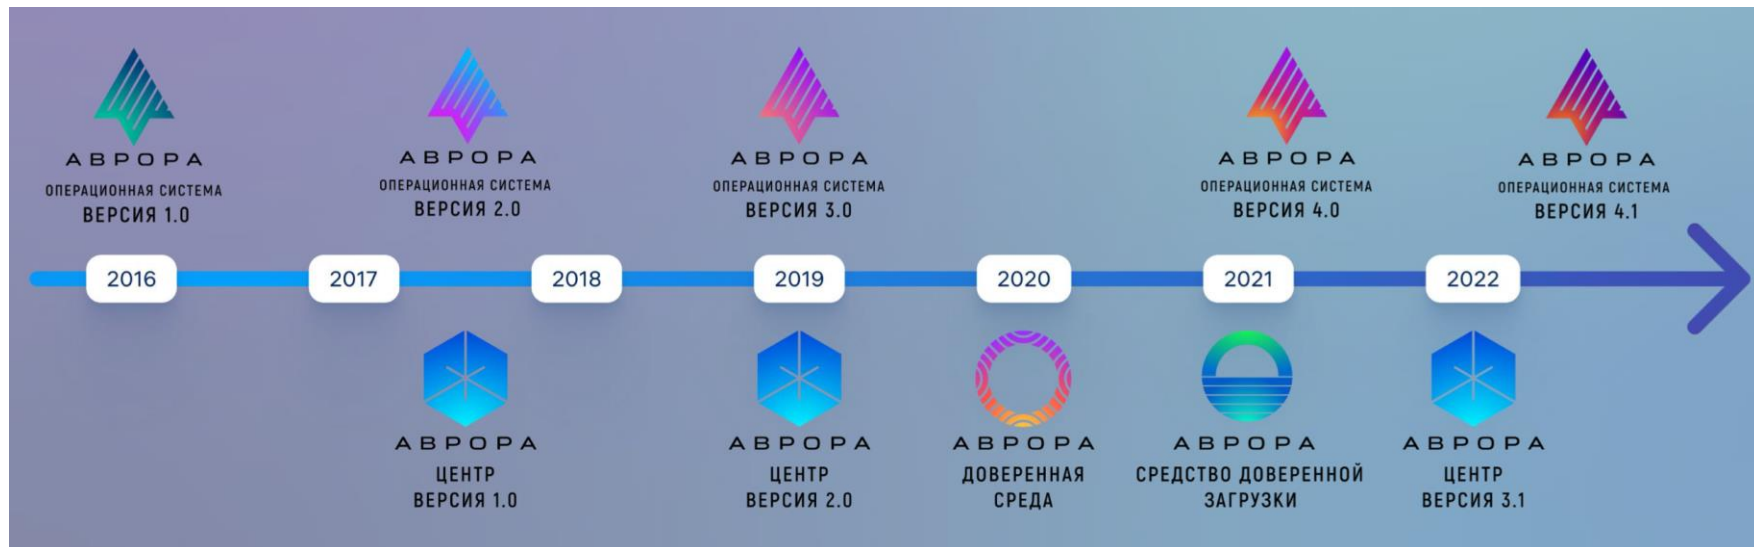 АВРОРА
ОПЕРАЦИОННАЯ СИСТЕМА
ВЕРСИЯ 1.0
АВРОРА
ОПЕРАЦИОННАЯ СИСТЕМА
ВЕРСИЯ 2.0
АВРОРА
ОПЕРАЦИОННАЯ СИСТЕМА
ВЕРСИЯ 3.0
АВРОРА
ОПЕРАЦИОННАЯ СИСТЕМА
ВЕРСИЯ 4.0
АВРОРА
ОПЕРАЦИОННАЯ СИСТЕМА
ВЕРСИЯ 4.1
2016
2017
2018
2019
2020
2021
2022
АВРОРА
ЦЕНТР
ВЕРСИЯ 1.0
АВРОРА
ЦЕНТР
ВЕРСИЯ 2.0
АВРОРА
ДОВЕРЕННАЯ
СРЕДА
АВРОРА
СРЕДСТВО ДОВЕРЕННОЙ
ЗАГРУЗКИ
АВРОРА
ЦЕНТР
ВЕРСИЯ 3.1